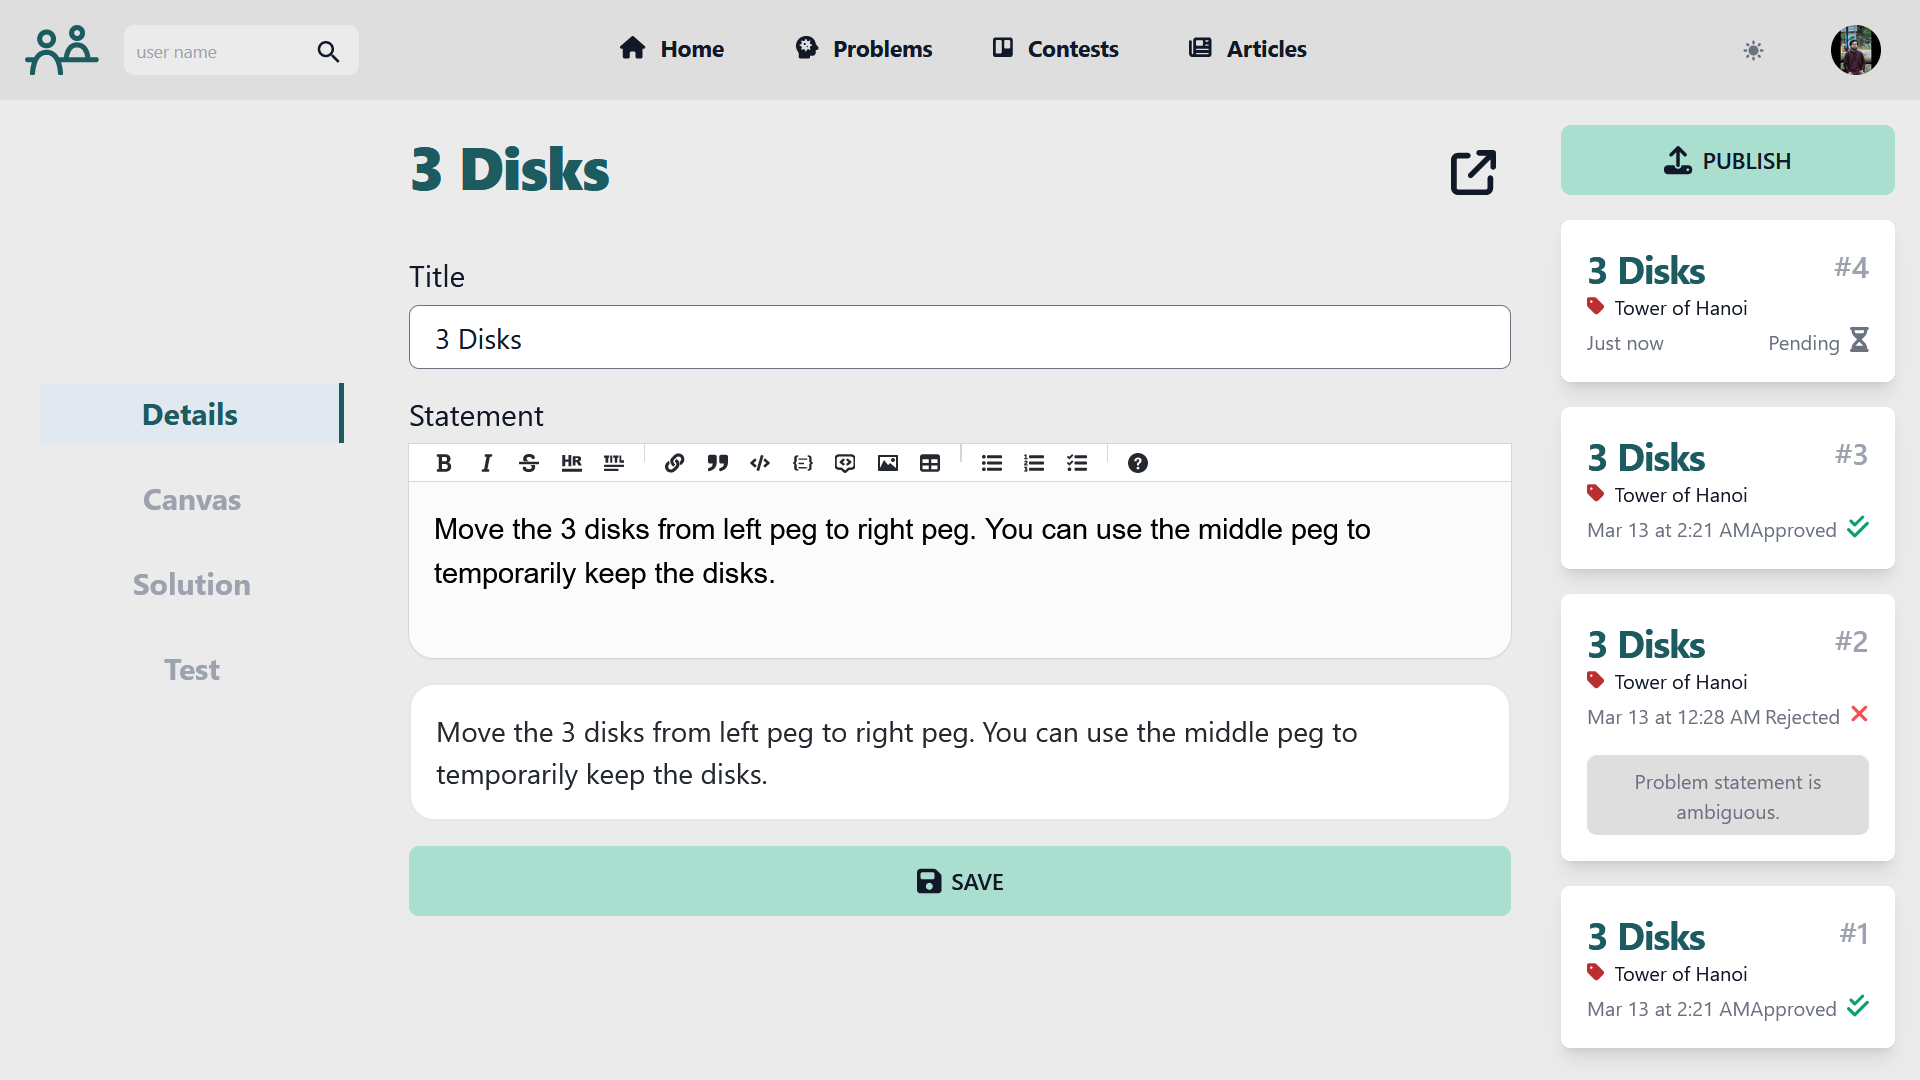 user name
Home
Problems
Contests
Articles
3 Disks
PUBLISH
Title
3 Disks
Statement
B I S HR TITL
Move the 3 disks from left peg to right peg. You can use the middle peg to
temporarily keep the disks.
Move the 3 disks from left peg to right peg. You can use the middle peg to
temporarily keep the disks.
SAVE
Details
Canvas
Solution
Test
3 Disks #4
Tower of Hanoi
Just now Pending
3 Disks #3
Tower of Hanoi
Mar 13 at 2:21 AMApproved
3 Disks #2
Tower of Hanoi
Mar 13 at 12:28 AM Rejected
Problem statement is
ambiguous.
3 Disks #1
Tower of Hanoi
Mar 13 at 2:21 AMApproved